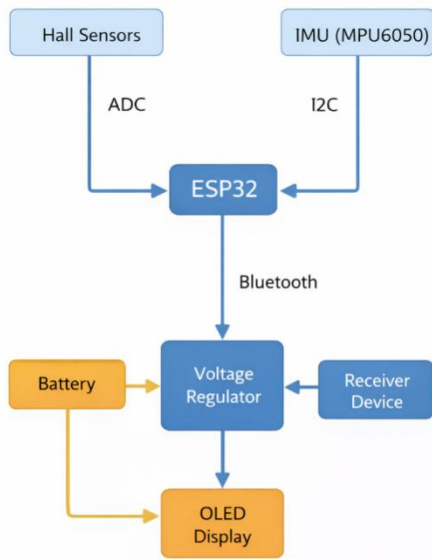 Hall Sensors
IMU (MPU6050)
ADC
I2C
ESP32
Bluetooth
Battery
Voltage
Regulator
Receiver
Device
OLED
Display